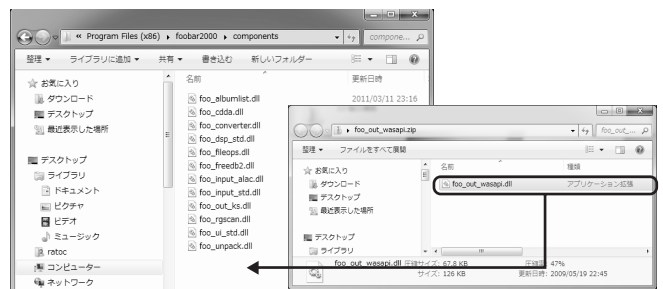 « Program Files (x86) ▸ foobar2000 ▸ components
compone...
整理 ライブラリに追加 共有 書き込む 新しいフォルダー
お気に入り
ダウンロード
デスクトップ
最近表示した場所
デスクトップ
ライブラリ
ドキュメント
ピクチャ
ビデオ
ミュージック
ratoc
コンピューター
ネットワーク
名前 更新日時
foo_albumlist.dll 2011/03/11 23:16
foo_cdda.dll
foo_converter.dll
foo_dsp_std.dll
foo_fileops.dll
foo_freedb2.dll
foo_input_alac.dll
foo_input_std.dll
foo_out_ks.dll
foo_rgscan.dll
foo_ui_std.dll
foo_unpack.dll
▸ foo_out_wasapi.zip
foo_out_...
整理 ファイルをすべて展開
お気に入り
ダウンロード
デスクトップ
最近表示した場所
デスクトップ
ライブラリ
名前 種類
foo_out_wasapi.dll アプリケーション拡張
foo_out_wasapi.dll 圧縮サイズ: 67.8 KB 圧縮率: 47%
サイズ: 126 KB 更新日時: 2009/05/19 22:45